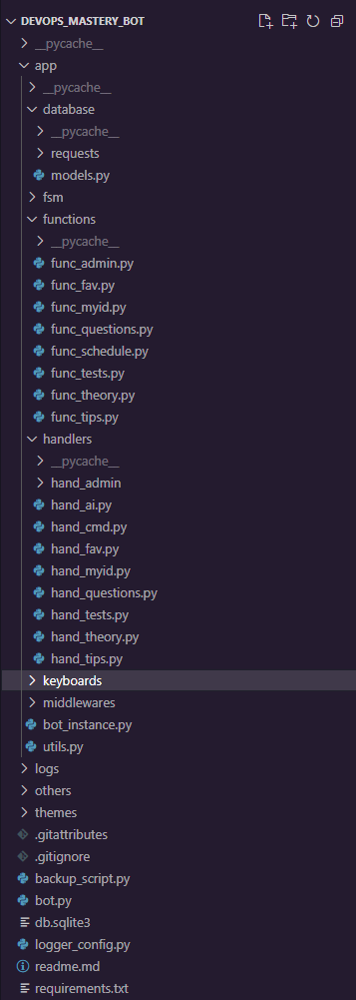 DEVOPS_MASTERY_BOT
__pycache__
app
__pycache__
database
__pycache__
requests
models.py
fsm
functions
__pycache__
func_admin.py
func_fav.py
func_myid.py
func_questions.py
func_schedule.py
func_tests.py
func_theory.py
func_tips.py
handlers
__pycache__
hand_admin
hand_ai.py
hand_cmd.py
hand_fav.py
hand_myid.py
hand_questions.py
hand_tests.py
hand_theory.py
hand_tips.py
keyboards
middlewares
bot_instance.py
utils.py
logs
others
themes
.gitattributes
.gitignore
backup_script.py
bot.py
db.sqlite3
logger_config.py
readme.md
requirements.txt